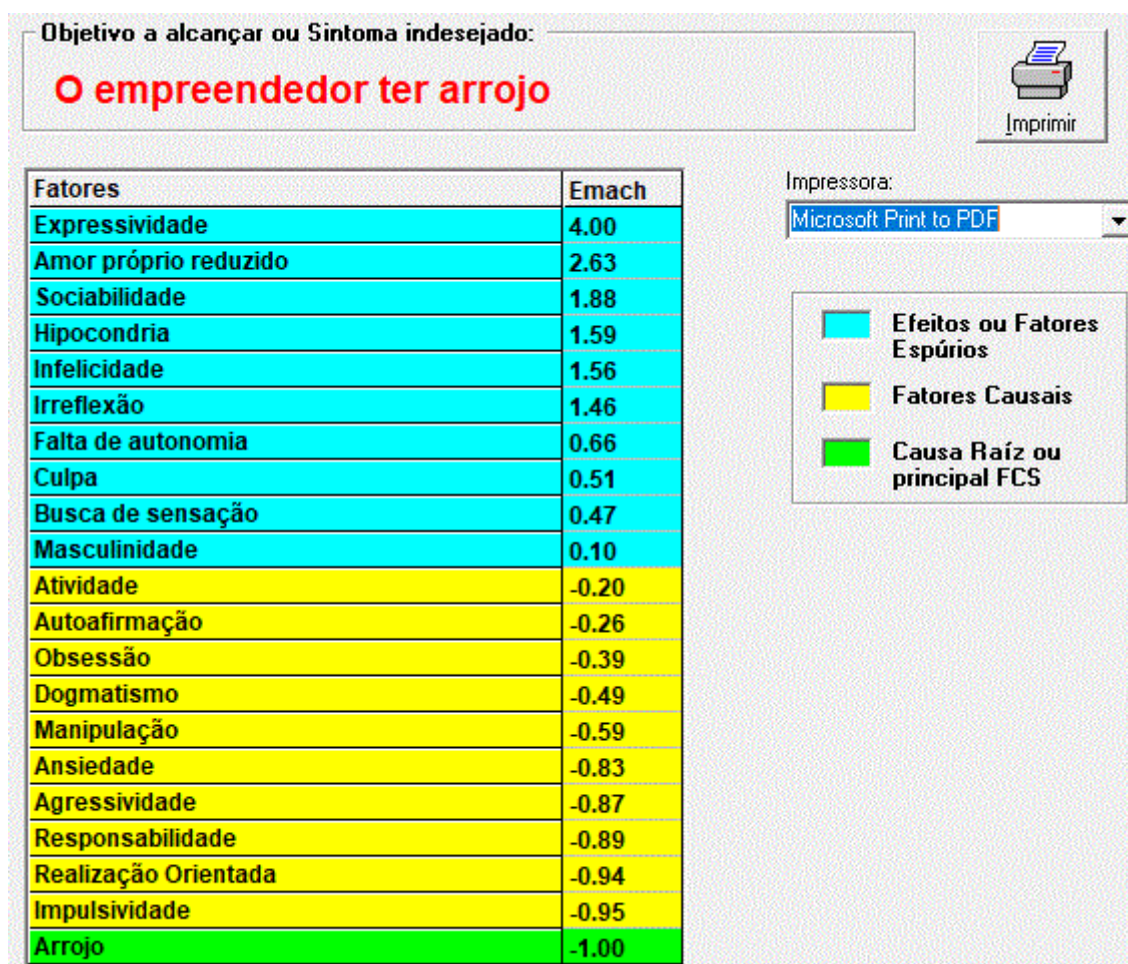 Objetivo a alcançar ou Sintoma indesejado:
O empreendedor ter arrojo
Imprimir
Fatores Emach
Expressividade 4.00
Amor próprio reduzido 2.63
Sociabilidade 1.88
Hipocondria 1.59
Infelicidade 1.56
Irreflexão 1.46
Falta de autonomia 0.66
Culpa 0.51
Busca de sensação 0.47
Masculinidade 0.10
Atividade -0.20
Autoafirmação -0.26
Obsessão -0.39
Dogmatismo -0.49
Manipulação -0.59
Ansiedade -0.83
Agressividade -0.87
Responsabilidade -0.89
Realização Orientada -0.94
Impulsividade -0.95
Arrojo -1.00
Impressora:
Microsoft Print to PDF
Efeitos ou Fatores
Espúrios
Fatores Causais
Causa Raíz ou
principal FCS